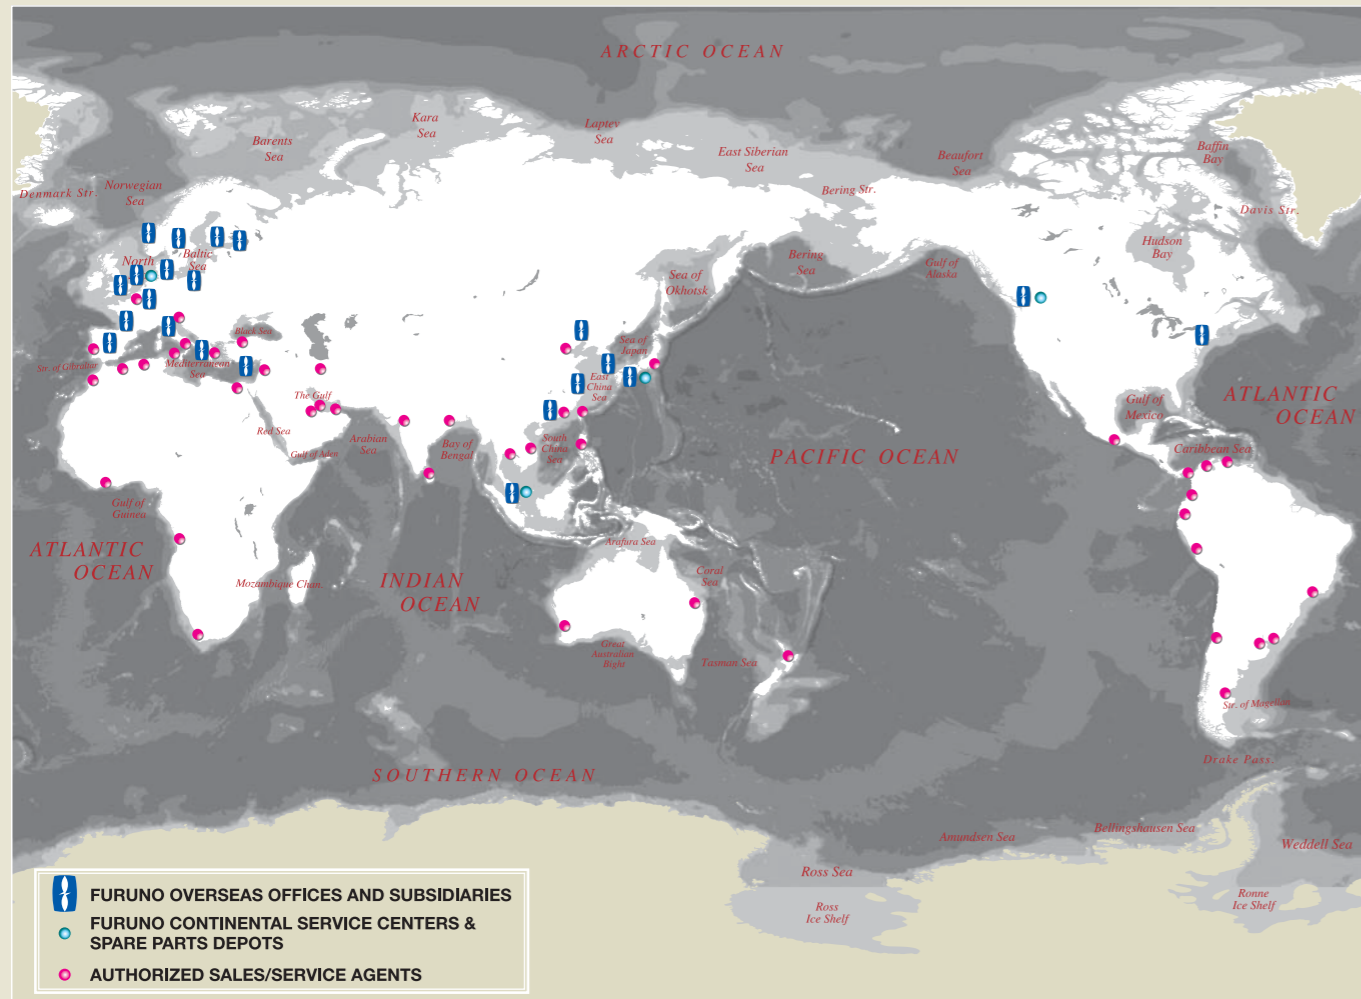 ARCTIC OCEAN
Kara
Sea
Laptev
Sea
Barents
Sea
East Siberian
Sea
Beaufort
Sea
Baffin
Bay
Denmark Str.
Norwegian
Sea
Bering Str.
Davis Str.
Hudson
Bay
North
Baltic
Sea
Bering
Sea
Gulf of
Alaska
Sea of
Okhotsk
Black Sea
Sea of
Japan
Str. of Gibraltar
Mediterranean
Sea
East
China
Sea
The Gulf
Gulf of
Mexico
ATLANTIC
OCEAN
Red Sea
Arabian
Sea
Gulf of Aden
Bay of
Bengal
South
China
Sea
PACIFIC OCEAN
Caribbean Sea
Gulf of
Guinea
ATLANTIC
OCEAN
Arafura Sea
Mozambique Chan.
INDIAN
OCEAN
Coral
Sea
Great
Australian
Bight
Tasman Sea
Str. of Magellan
SOUTHERN OCEAN
Drake Pass.
Amundsen Sea
Bellingshausen Sea
Weddell Sea
Ross Sea
Ross
Ice Shelf
Ronne
Ice Shelf
FURUNO OVERSEAS OFFICES AND SUBSIDIARIES
FURUNO CONTINENTAL SERVICE CENTERS &
SPARE PARTS DEPOTS
AUTHORIZED SALES/SERVICE AGENTS